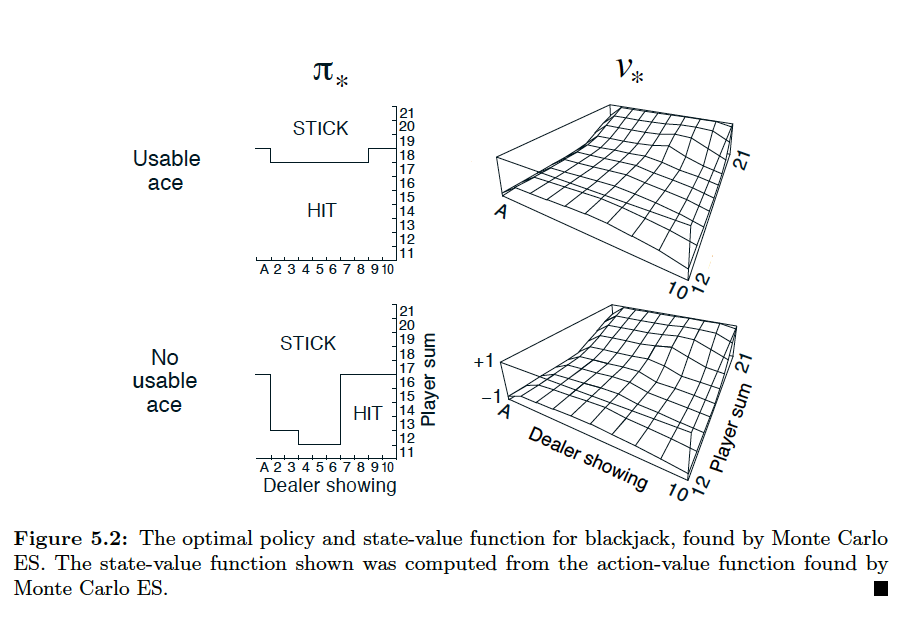 π*
v*
Usable
ace
STICK
HIT
21
20
19
18
17
16
15
14
13
12
11
A 2 3 4 5 6 7 8 9 10
A
10
12
21
No
usable
ace
STICK
HIT
21
20
19
18
17
16
15
14
13
12
11
Player sum
A 2 3 4 5 6 7 8 9 10
Dealer showing
+1
−1
A
Dealer showing
10
12
Player sum
21
Figure 5.2: The optimal policy and state-value function for blackjack, found by Monte Carlo
ES. The state-value function shown was computed from the action-value function found by
Monte Carlo ES.